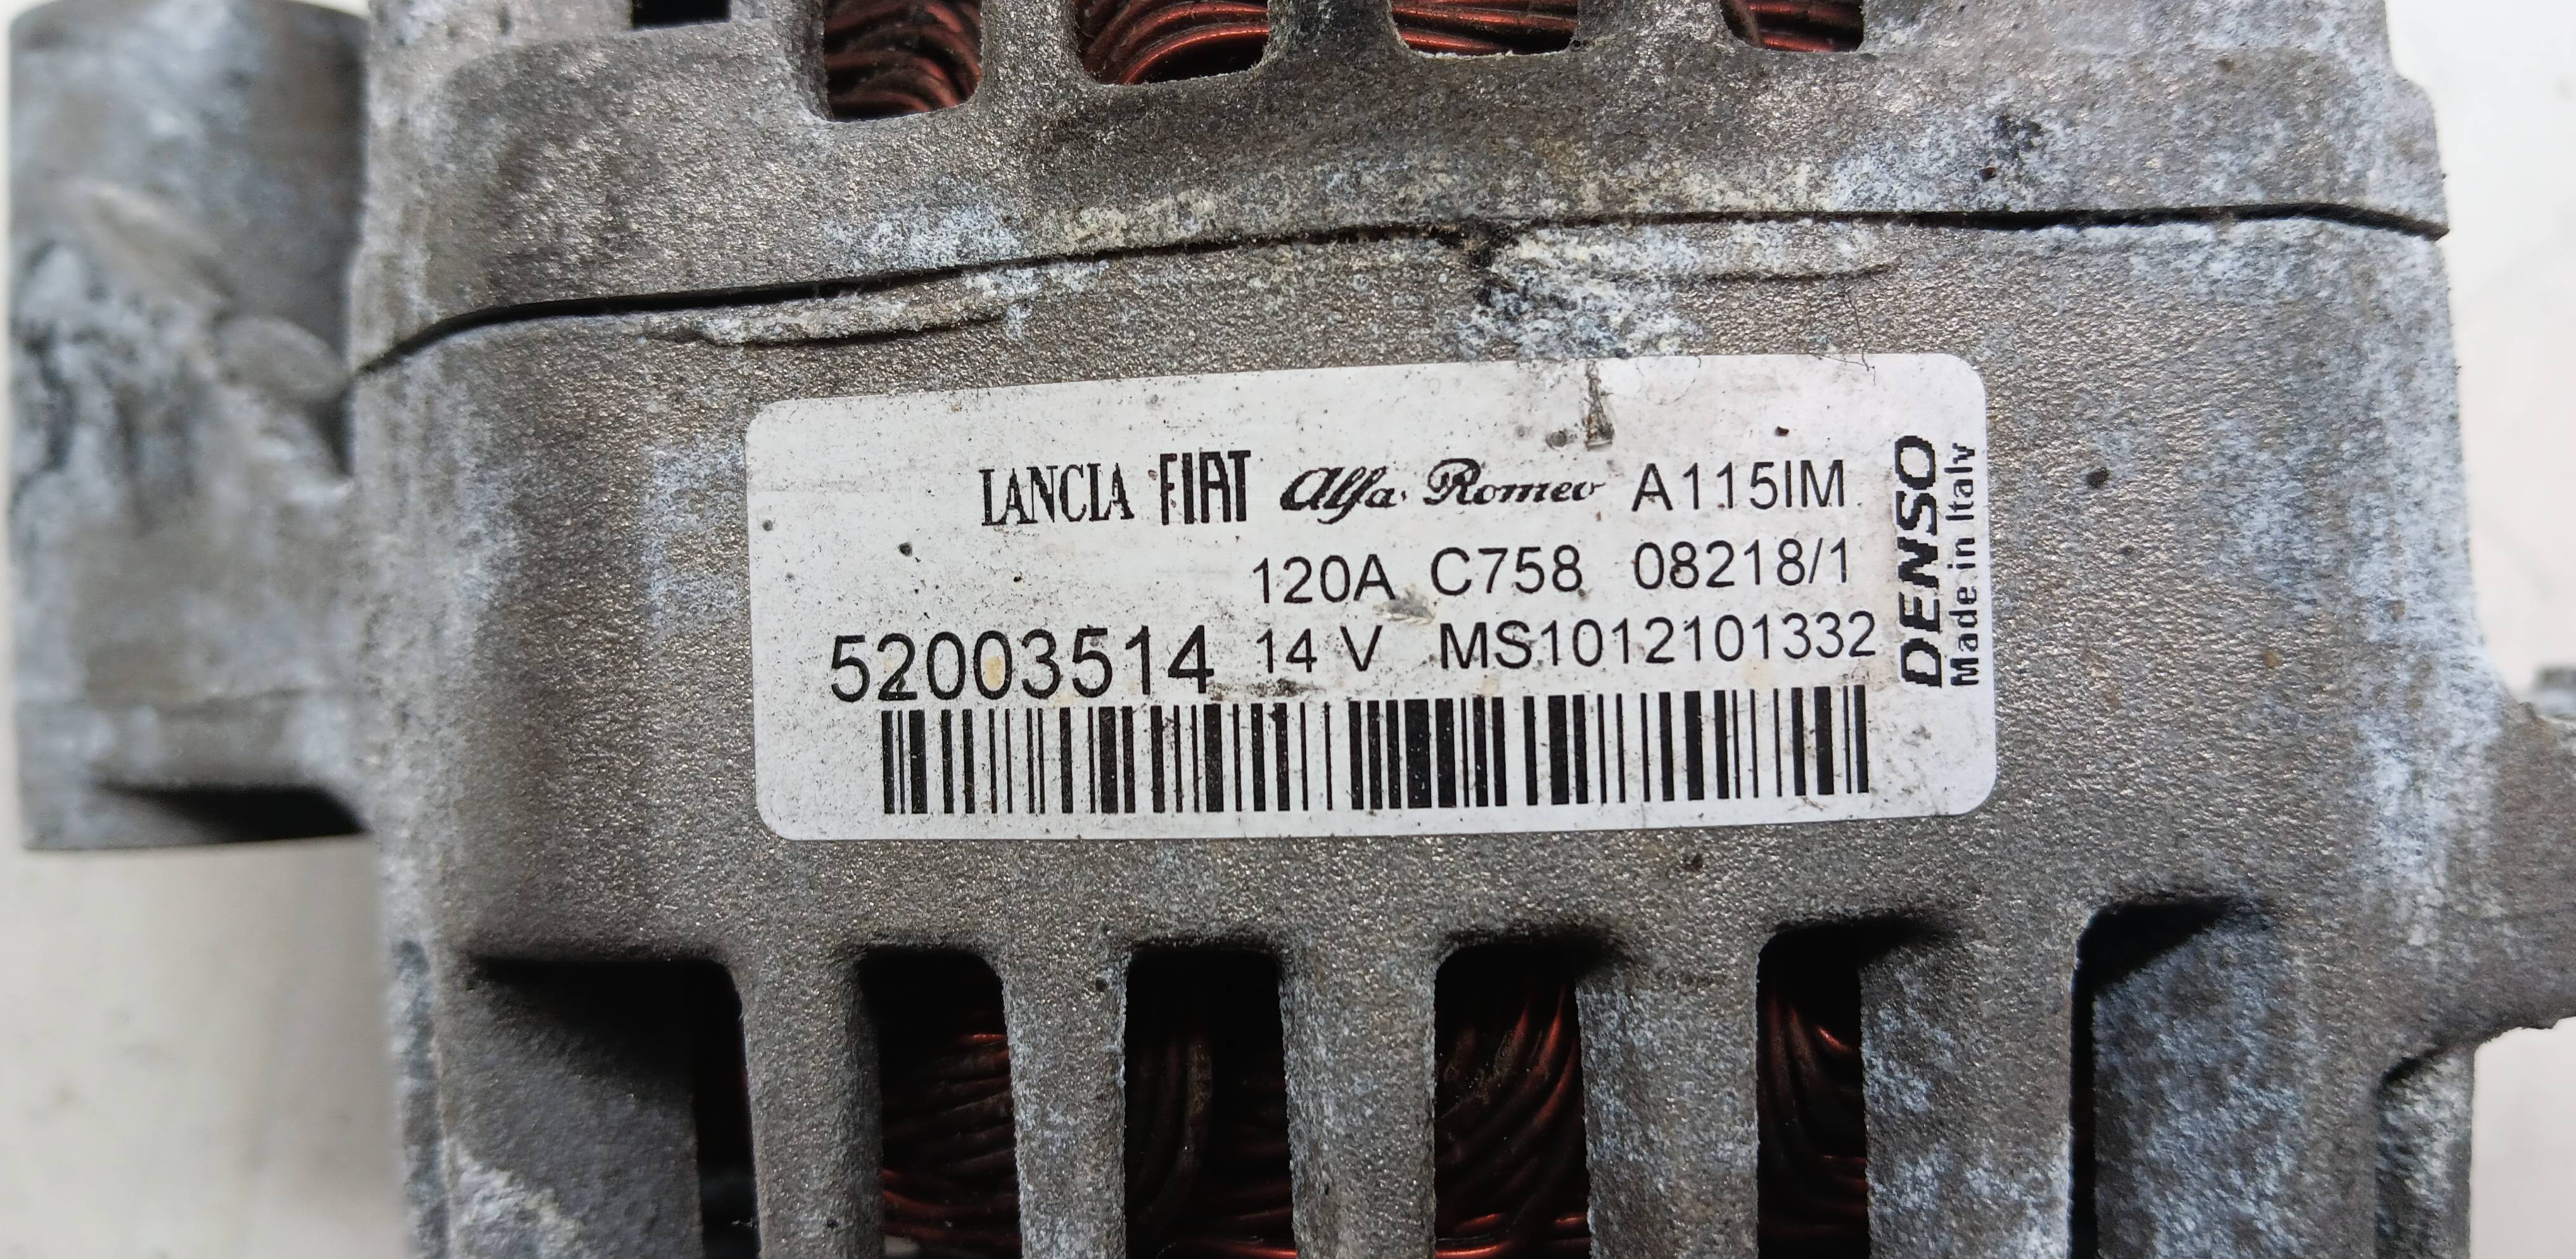 LANCIA FIAT Alfa Romeo A115IM
120A C758 08218/1
52003514 14 V MS1012101332
DENSO
Made in Italy